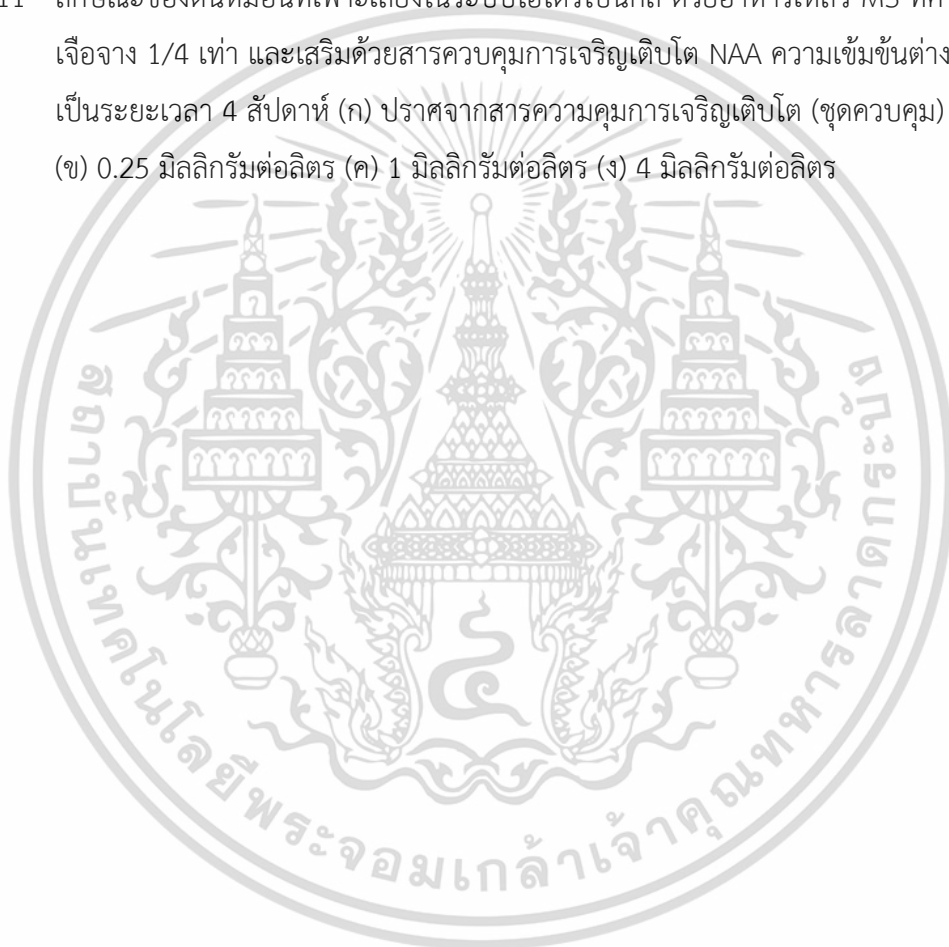 เจือจาง 1/4 เท่า และเสริมด้วยสารควบคุมการเจริญเติบโต NAA ความเข้มข้นต่าง
เป็นระยะเวลา 4 สัปดาห์ (ก) ปราศจากสารความคุมการเจริญเติบโต (ชุดควบคุม)
(ข) 0.25 มิลลิกรัมต่อลิตร (ค) 1 มิลลิกรัมต่อลิตร (ง) 4 มิลลิกรัมต่อลิตร
สถาบันเทคโนโลยีพระจอมเกล้าเจ้าคุณทหารลาดกระบัง